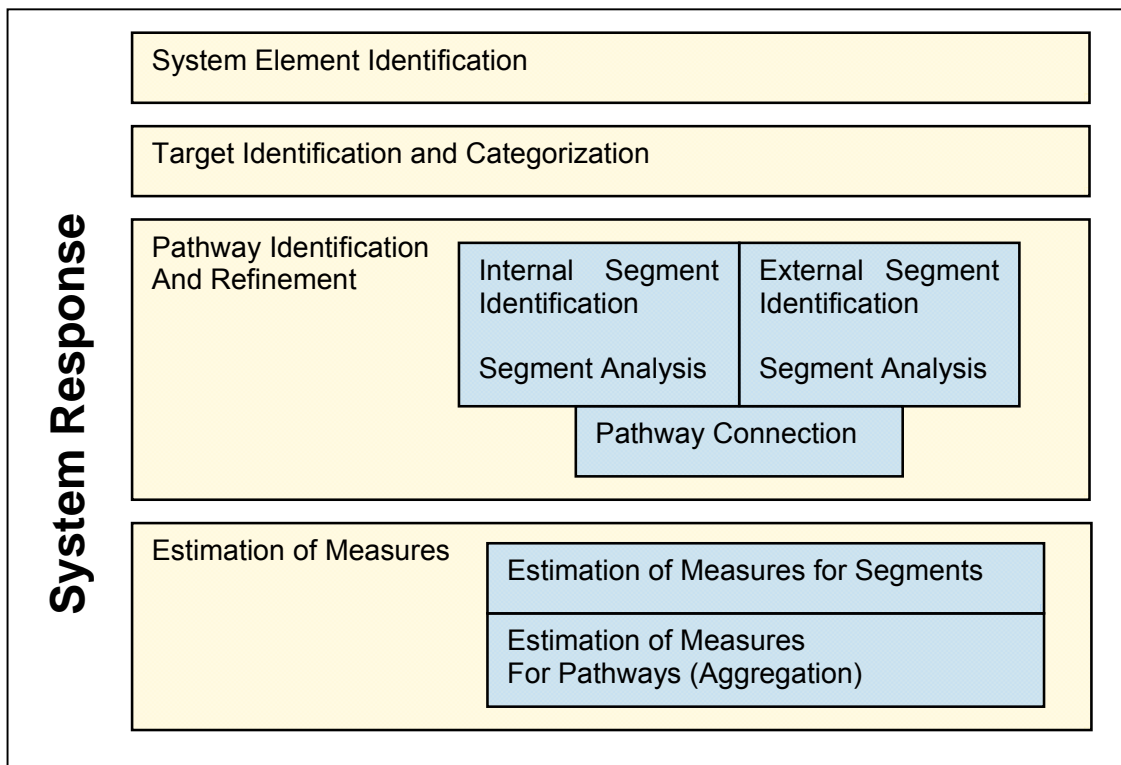 System Response
System Element Identification
Target Identification and Categorization
Pathway Identification
And Refinement
Internal Segment
Identification
Segment Analysis
External Segment
Identification
Segment Analysis
Pathway Connection
Estimation of Measures
Estimation of Measures for Segments
Estimation of Measures
For Pathways (Aggregation)